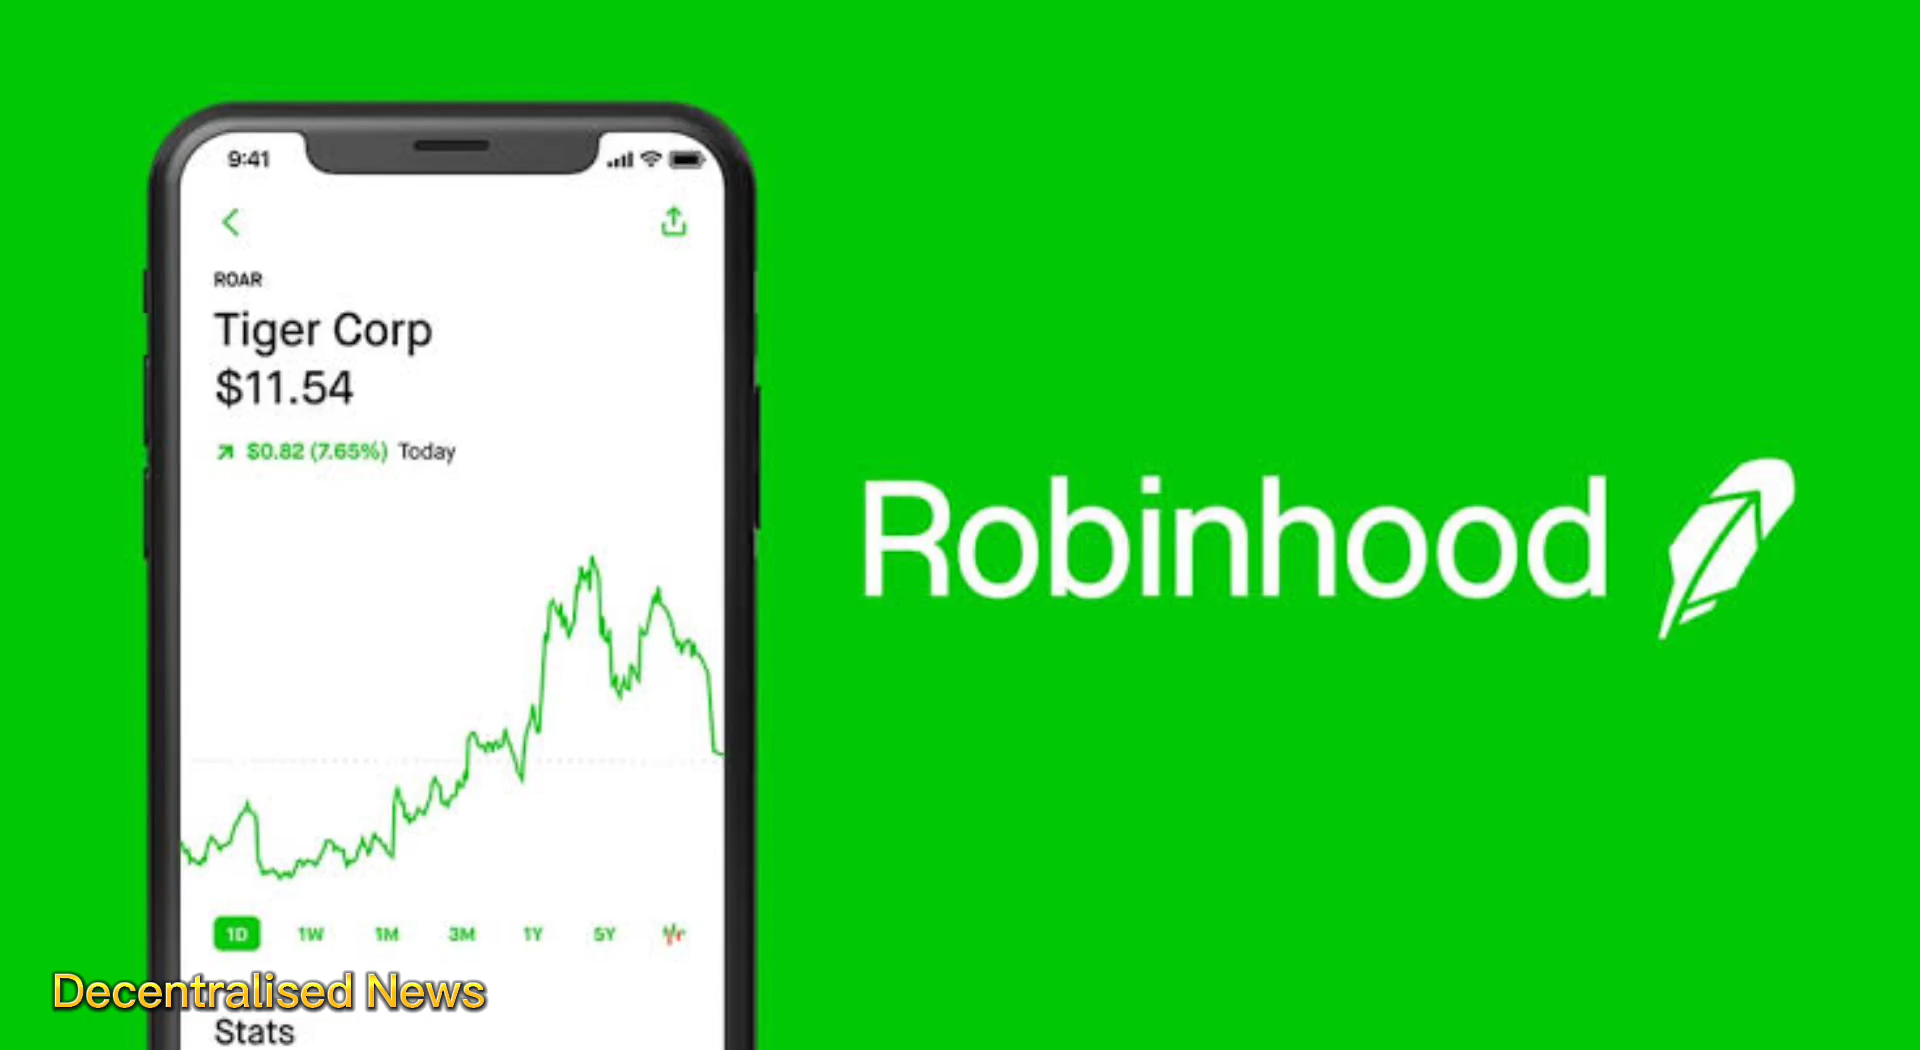 9:41
ROAR
Tiger Corp
$11.54
$0.82 (7.65%) Today
1D 1W 1M 3M 1Y 5Y
Decentralised News
Stats
Robinhood